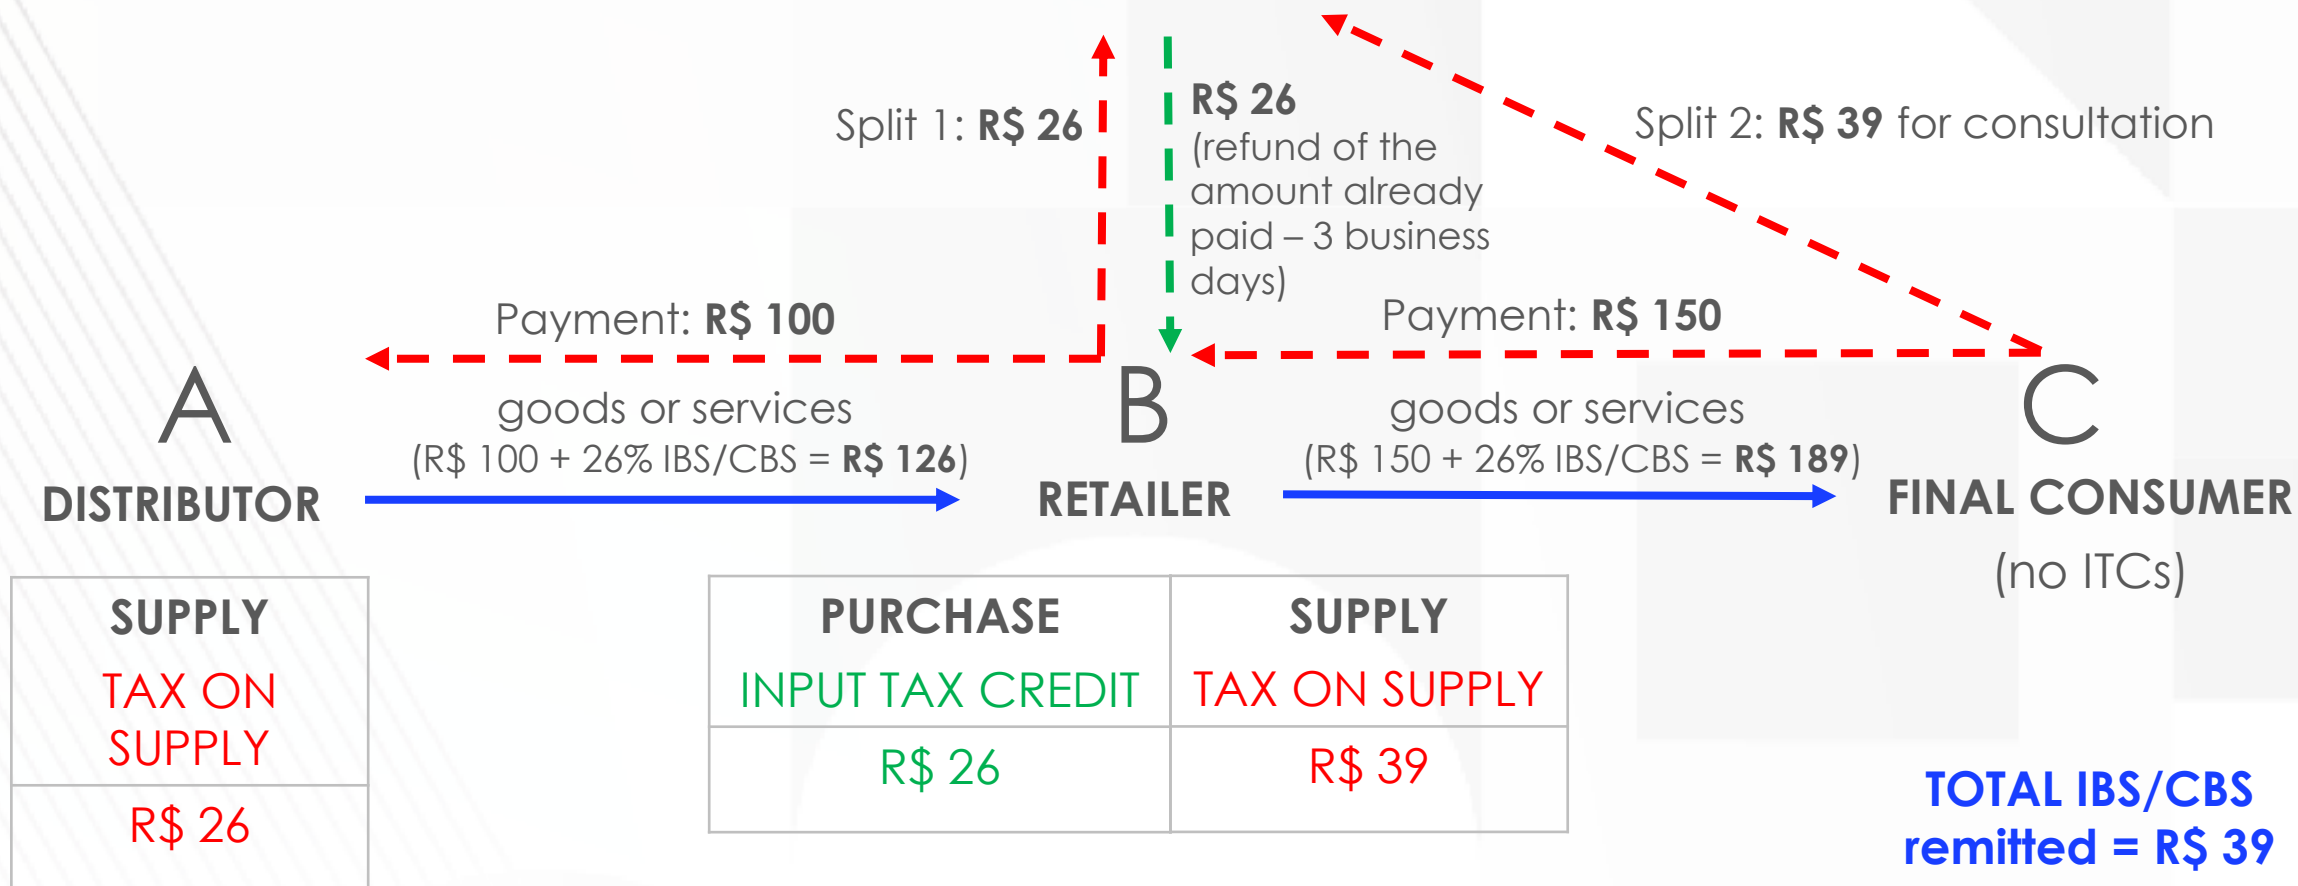 Split 1: R$ 26
R$ 26
(refund of the
amount already
paid – 3 business
days)
Split 2: R$ 39 for consultation
Payment: R$ 100
Payment: R$ 150
A
DISTRIBUTOR
goods or services
(R$ 100 + 26% IBS/CBS = R$ 126)
B
RETAILER
goods or services
(R$ 150 + 26% IBS/CBS = R$ 189)
C
FINAL CONSUMER
(no ITCs)
SUPPLY
TAX ON
SUPPLY
R$ 26
PURCHASE
INPUT TAX CREDIT
R$ 26
SUPPLY
TAX ON SUPPLY
R$ 39
TOTAL IBS/CBS
remitted = R$ 39